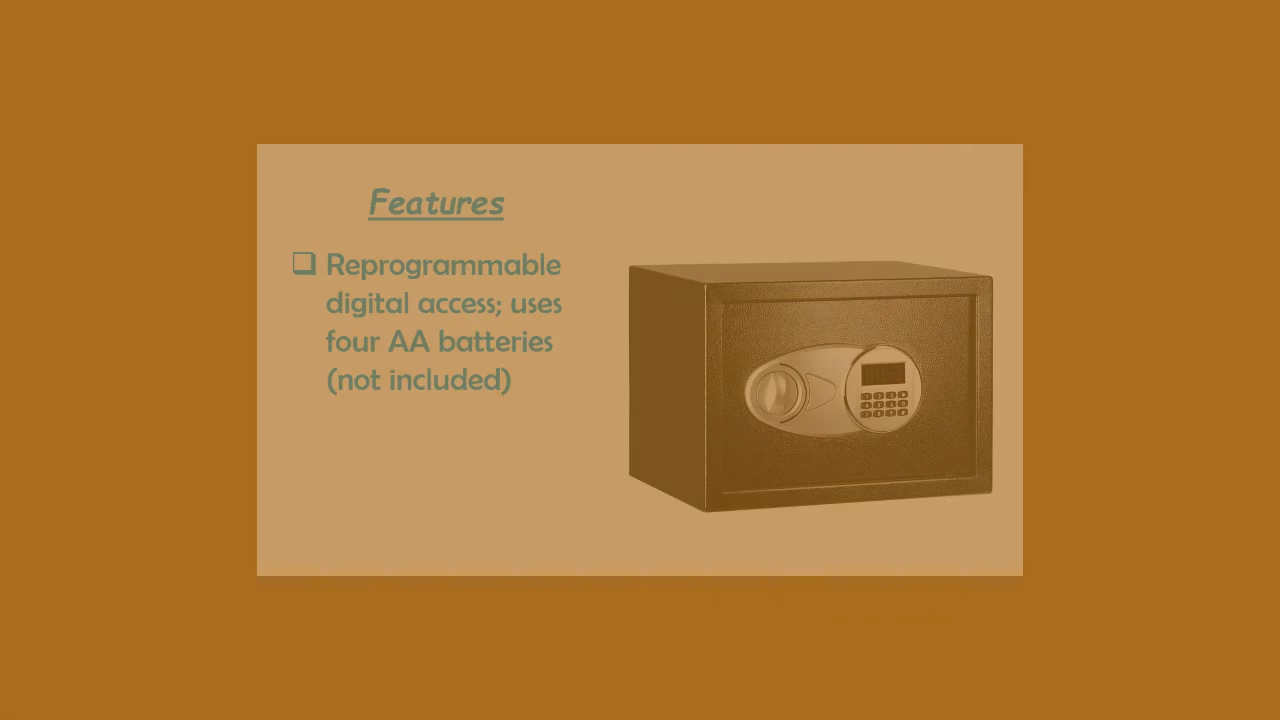 Features
❑ Reprogrammable
digital access; uses
four AA batteries
(not included)